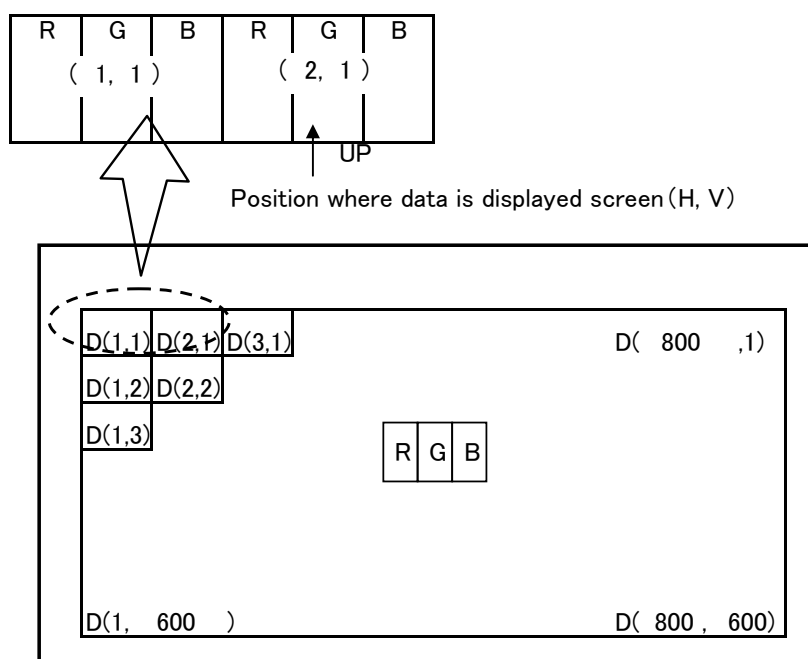 R G B R G B
( 1, 1 ) ( 2, 1 )
UP
Position where data is displayed screen (H, V)
D(1,1) D(2,1) D(3,1) D( 800 ,1)
D(1,2) D(2,2)
D(1,3)
R G B
D(1, 600 ) D( 800 , 600)